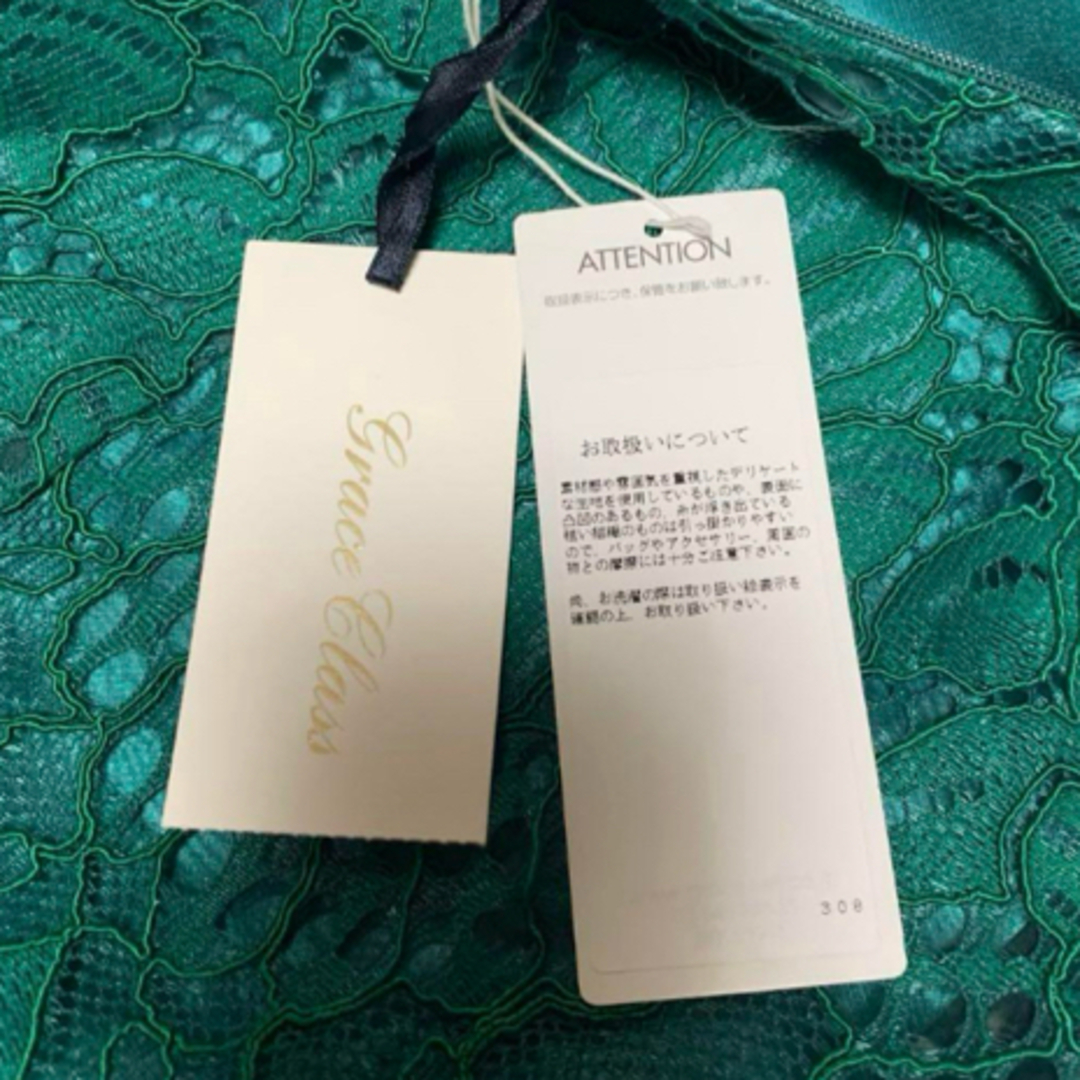 Grace Class
ATTENTION
取扱表示につき、保管をお願い致します。
お取扱いについて
素材感や雰囲気を重視したデリケート
な生地を使用しているものや、表面に
凸凹のあるもの、糸が浮き出ている
粗い組織のものは引っ掛かりやすい
ので、バッグやアクセサリー、周囲の
物との摩擦には十分ご注意下さい。
尚、お洗濯の際は取り扱い絵表示を
確認の上、お取り扱い下さい。
308